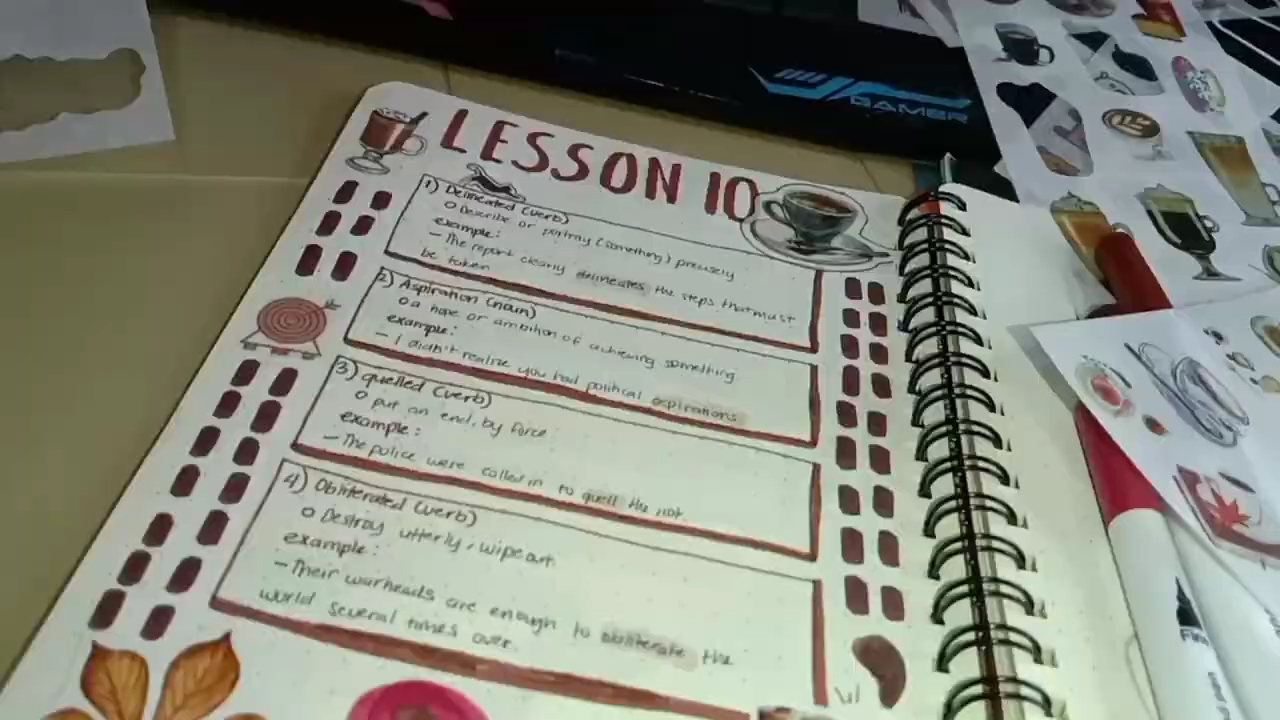 GAMER
LESSON 10
1) Delineated (verb)
o Describe or portray (something) precisely
example:
- The report clearly delineates the steps that must
be taken
2) Aspiration (noun)
o a hope or ambition of achieving something
example:
- I didn't realize you had political aspirations.
3) quelled (verb)
o put an end, by force
example:
- The police were called in to quell the riot.
4) Obliterated (verb)
o Destroy utterly, wipe out
example:
- Their warheads are enough to obliterate the
world several times over.